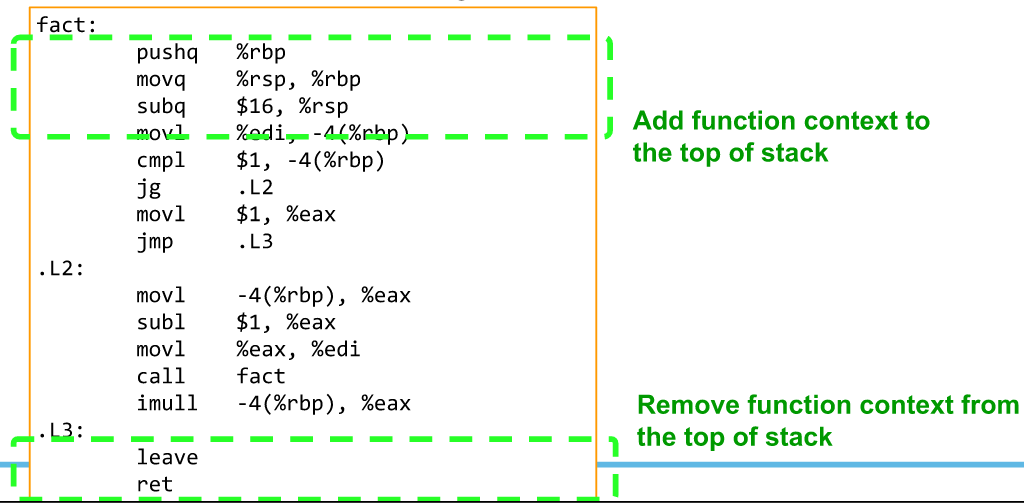 fact:
pushq %rbp
movq %rsp, %rbp
subq $16, %rsp
movl %edi, -4(%rbp)
cmpl $1, -4(%rbp)
jg .L2
movl $1, %eax
jmp .L3
.L2:
movl -4(%rbp), %eax
subl $1, %eax
movl %eax, %edi
call fact
imull -4(%rbp), %eax
.L3:
leave
ret
Add function context to
the top of stack
Remove function context from
the top of stack